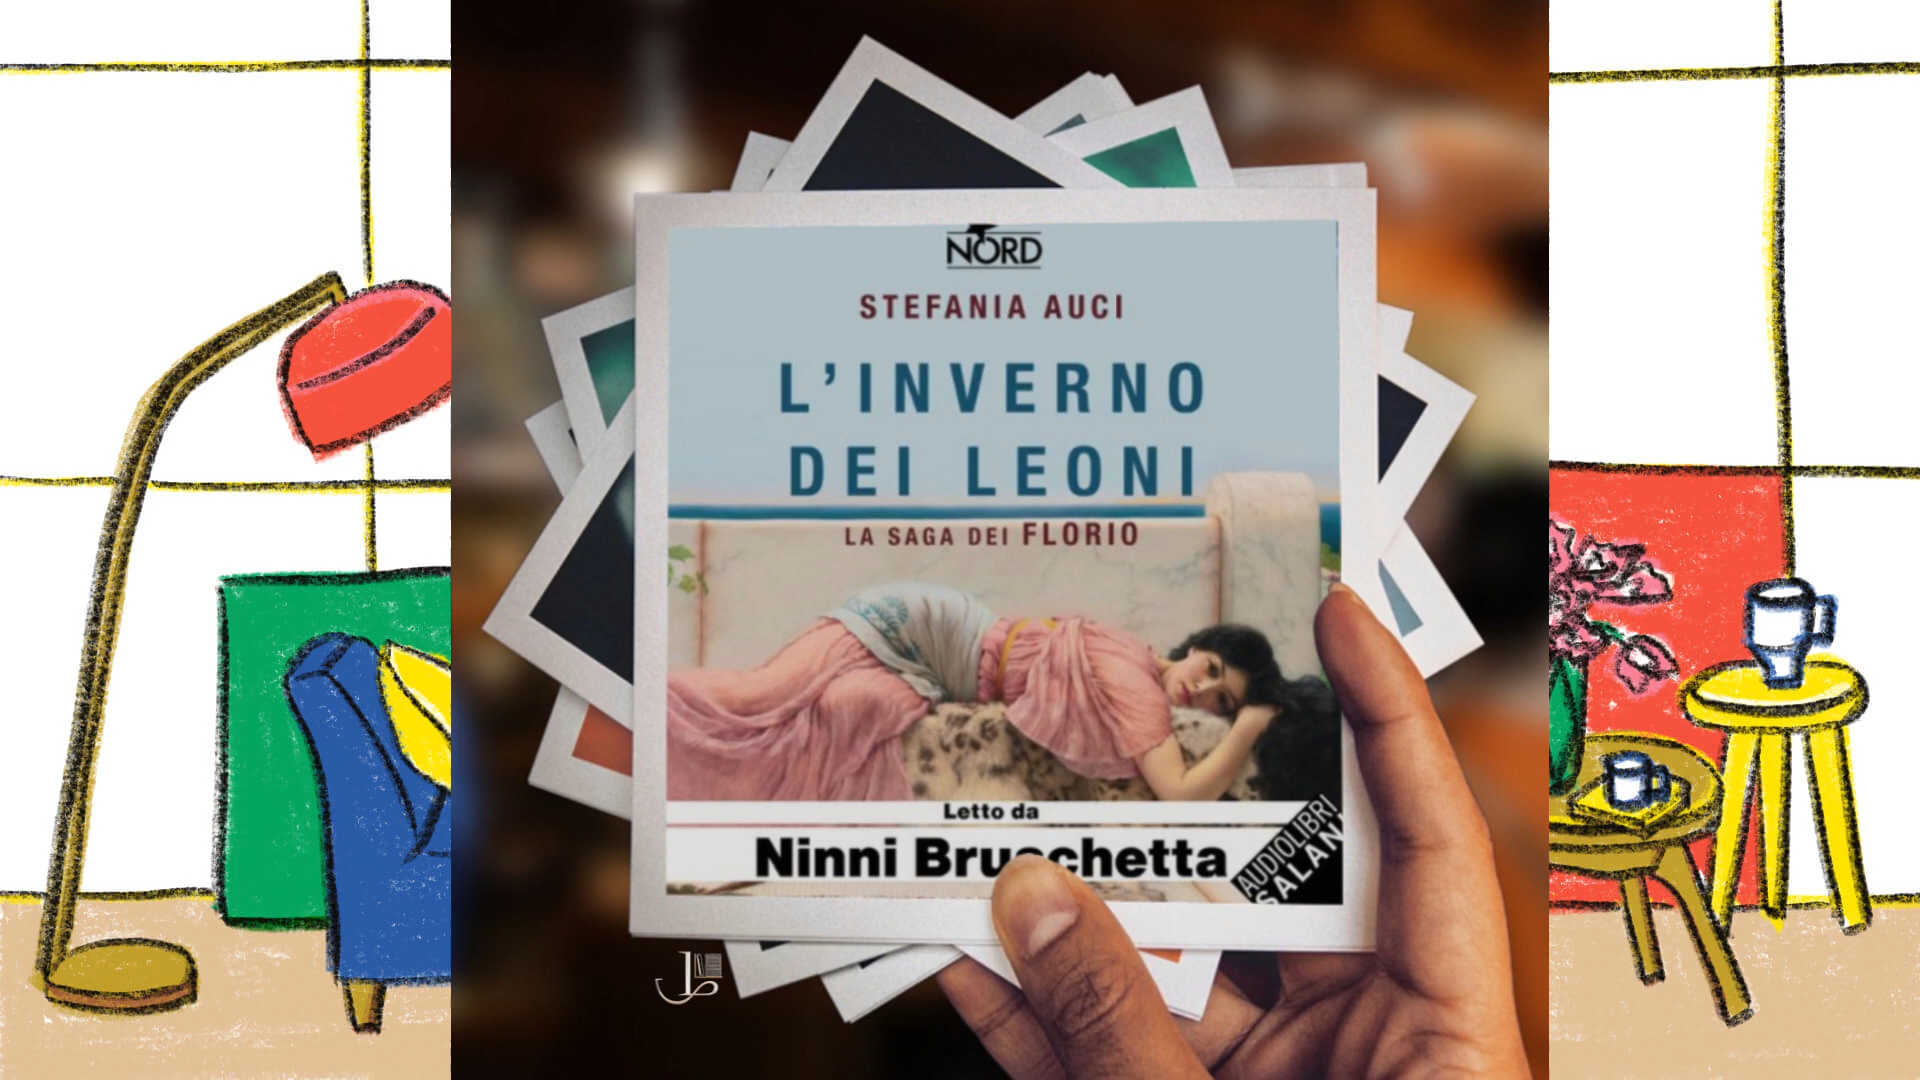 NORD
STEFANIA AUCI
L’INVERNO
DEI LEONI
LA SAGA DEI FLORIO
Letto da
Ninni Bruschetta
AUDIOLIBRI
SALANI